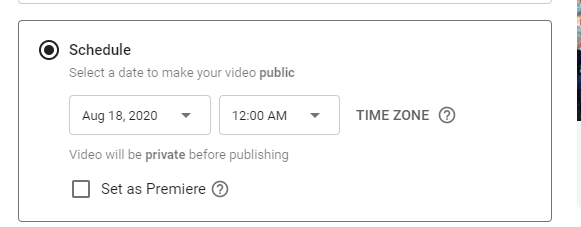 Schedule
Select a date to make your video public
Aug 18, 2020 12:00 AM TIME ZONE ?
Video will be private before publishing
Set as Premiere ?